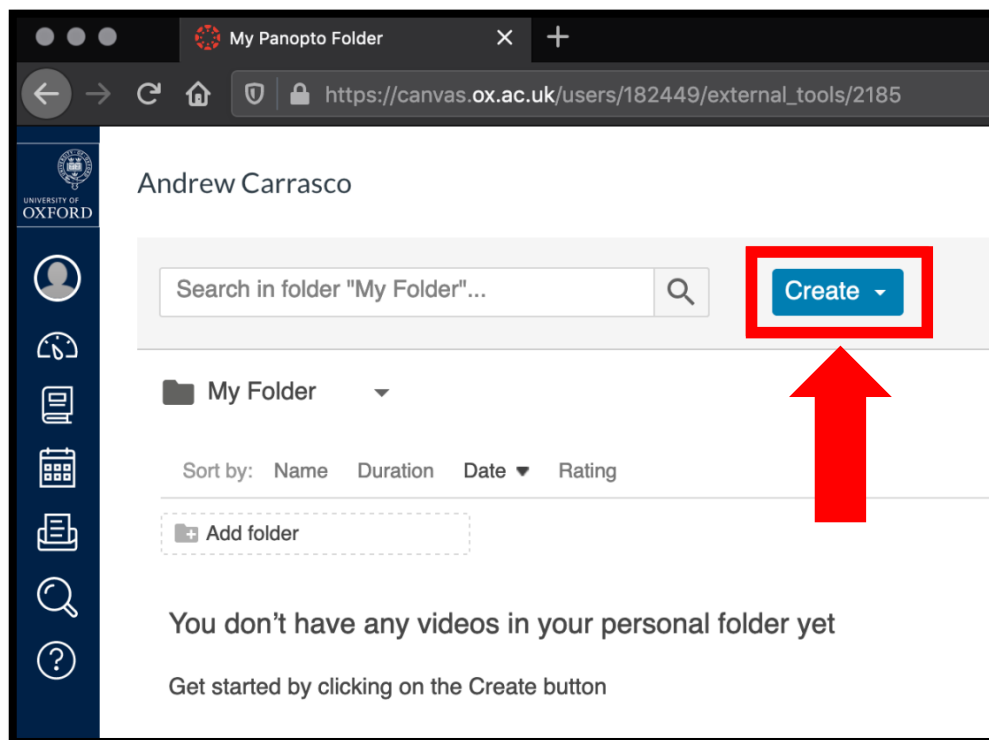 My Panopto Folder
https://canvas.ox.ac.uk/users/182449/external_tools/2185
UNIVERSITY OF
OXFORD
Andrew Carrasco
Search in folder "My Folder"...
Create
My Folder
Sort by: Name Duration Date Rating
Add folder
You don’t have any videos in your personal folder yet
Get started by clicking on the Create button